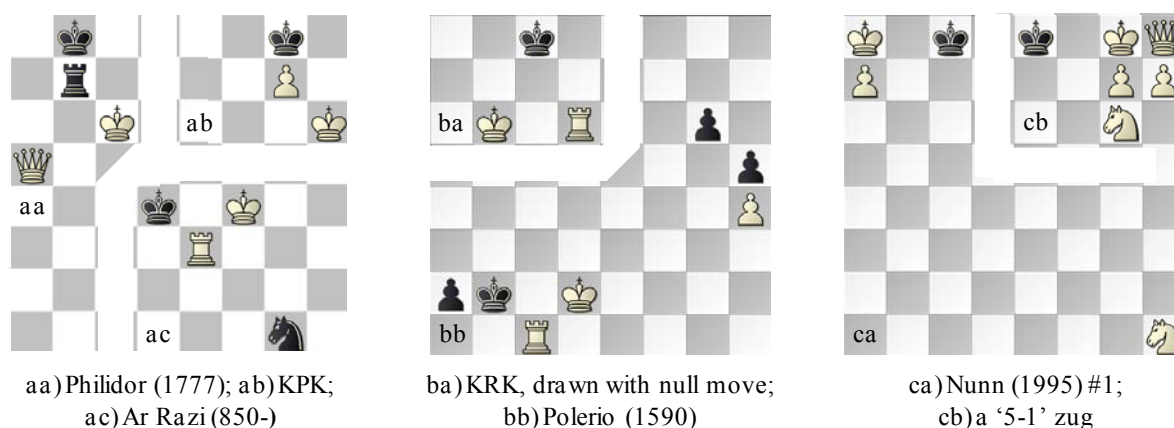 aa
ab
ac
ba
bb
ca
cb
aa) Philidor (1777); ab) KPK;
ac) Ar Razi (850-)
ba) KRK, drawn with null move;
bb) Polerio (1590)
ca) Nunn (1995) #1;
cb) a ‘5-1’ zug